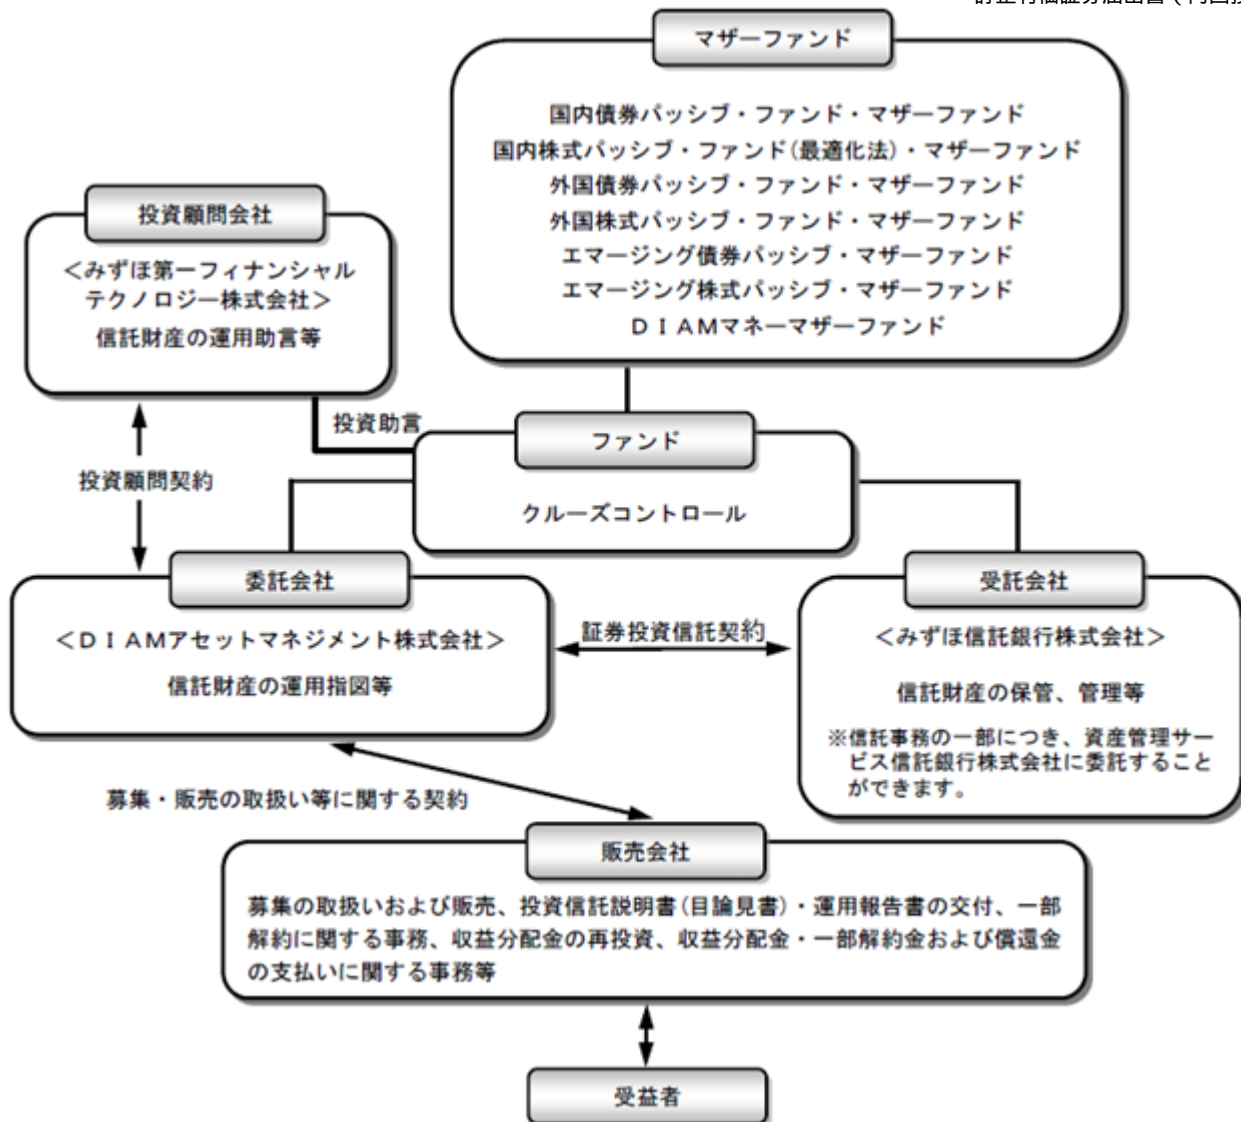 マザーファンド
国内債券パッシブ・ファンド・マザーファンド
国内株式パッシブ・ファンド(最適化法)・マザーファンド
外国債券パッシブ・ファンド・マザーファンド
外国株式パッシブ・ファンド・マザーファンド
エマージング債券パッシブ・マザーファンド
エマージング株式パッシブ・マザーファンド
DIAMマネーマザーファンド
投資顧問会社
<みずほ第一フィナンシャル
テクノロジー株式会社>
信託財産の運用助言等
投資助言
投資顧問契約
ファンド
クルーズコントロール
委託会社
<DIAMアセットマネジメント株式会社>
信託財産の運用指図等
証券投資信託契約
受託会社
<みずほ信託銀行株式会社>
信託財産の保管、管理等
※信託事務の一部につき、資産管理サー
ビス信託銀行株式会社に委託すること
ができます。
募集・販売の取扱い等に関する契約
販売会社
募集の取扱いおよび販売、投資信託説明書(目論見書)・運用報告書の交付、一部
解約に関する事務、収益分配金の再投資、収益分配金・一部解約金および償還金
の支払いに関する事務等
受益者